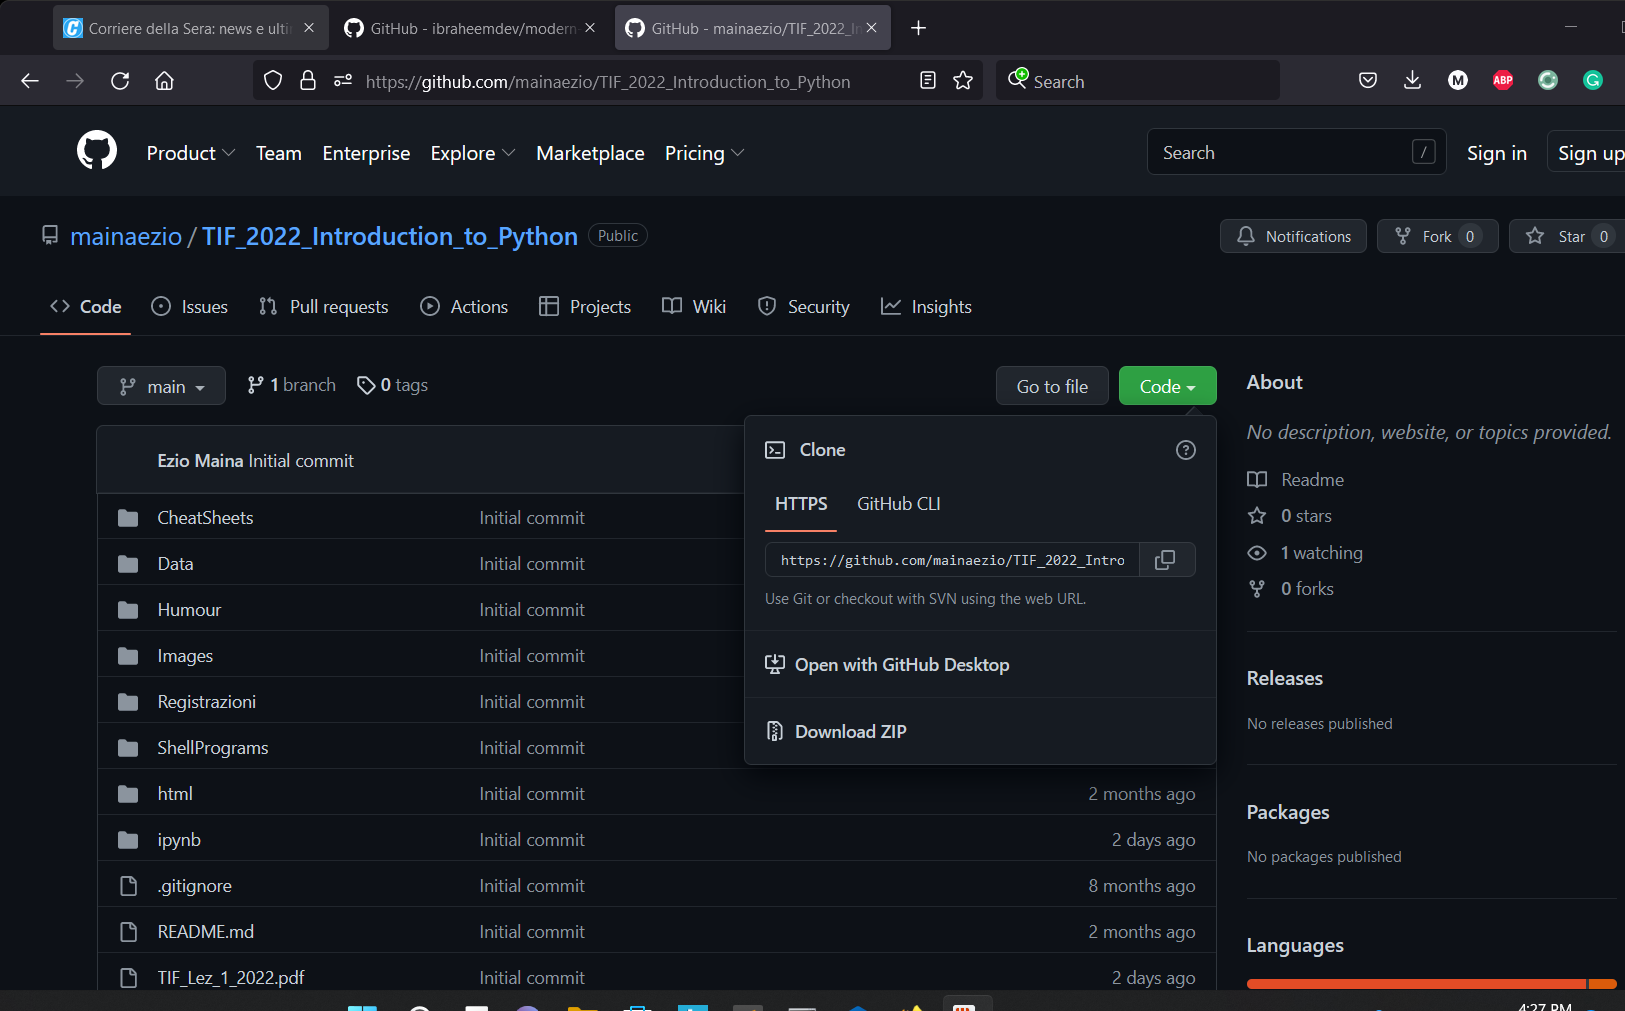 Corriere della Sera: news e ulti
GitHub - ibraheemdev/modern
GitHub - mainaezio/TIF_2022_In
https://github.com/mainaezio/TIF_2022_Introduction_to_Python
Search
M
ABP
Product
Team
Enterprise
Explore
Marketplace
Pricing
Search
/
Sign in
Sign up
mainaezio / TIF_2022_Introduction_to_Python
Public
Notifications
Fork 0
Star 0
Code
Issues
Pull requests
Actions
Projects
Wiki
Security
Insights
main
1 branch
0 tags
Go to file
Code
Ezio Maina Initial commit
CheatSheets Initial commit
Data Initial commit
Humour Initial commit
Images Initial commit
Registrazioni Initial commit
ShellPrograms Initial commit
html Initial commit 2 months ago
ipynb Initial commit 2 days ago
.gitignore Initial commit 8 months ago
README.md Initial commit 2 months ago
TIF_Lez_1_2022.pdf Initial commit 2 days ago
Clone
HTTPS
GitHub CLI
https://github.com/mainaezio/TIF_2022_Intro
Use Git or checkout with SVN using the web URL.
Open with GitHub Desktop
Download ZIP
About
No description, website, or topics provided.
Readme
0 stars
1 watching
0 forks
Releases
No releases published
Packages
No packages published
Languages
4:27 PM